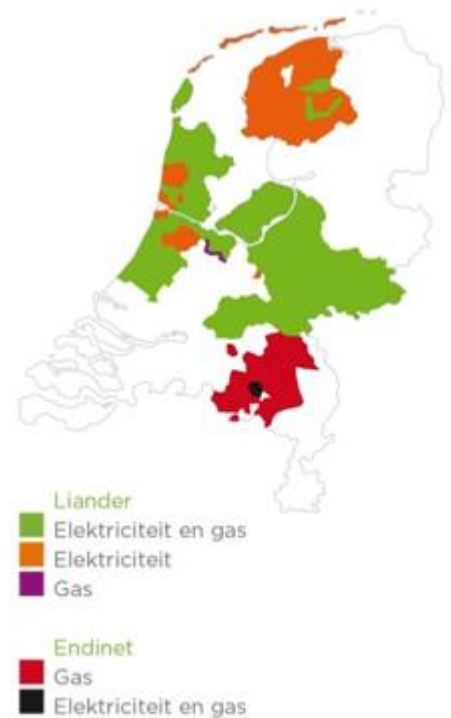 Liander
Elektriciteit en gas
Elektriciteit
Gas
Endinet
Gas
Elektriciteit en gas